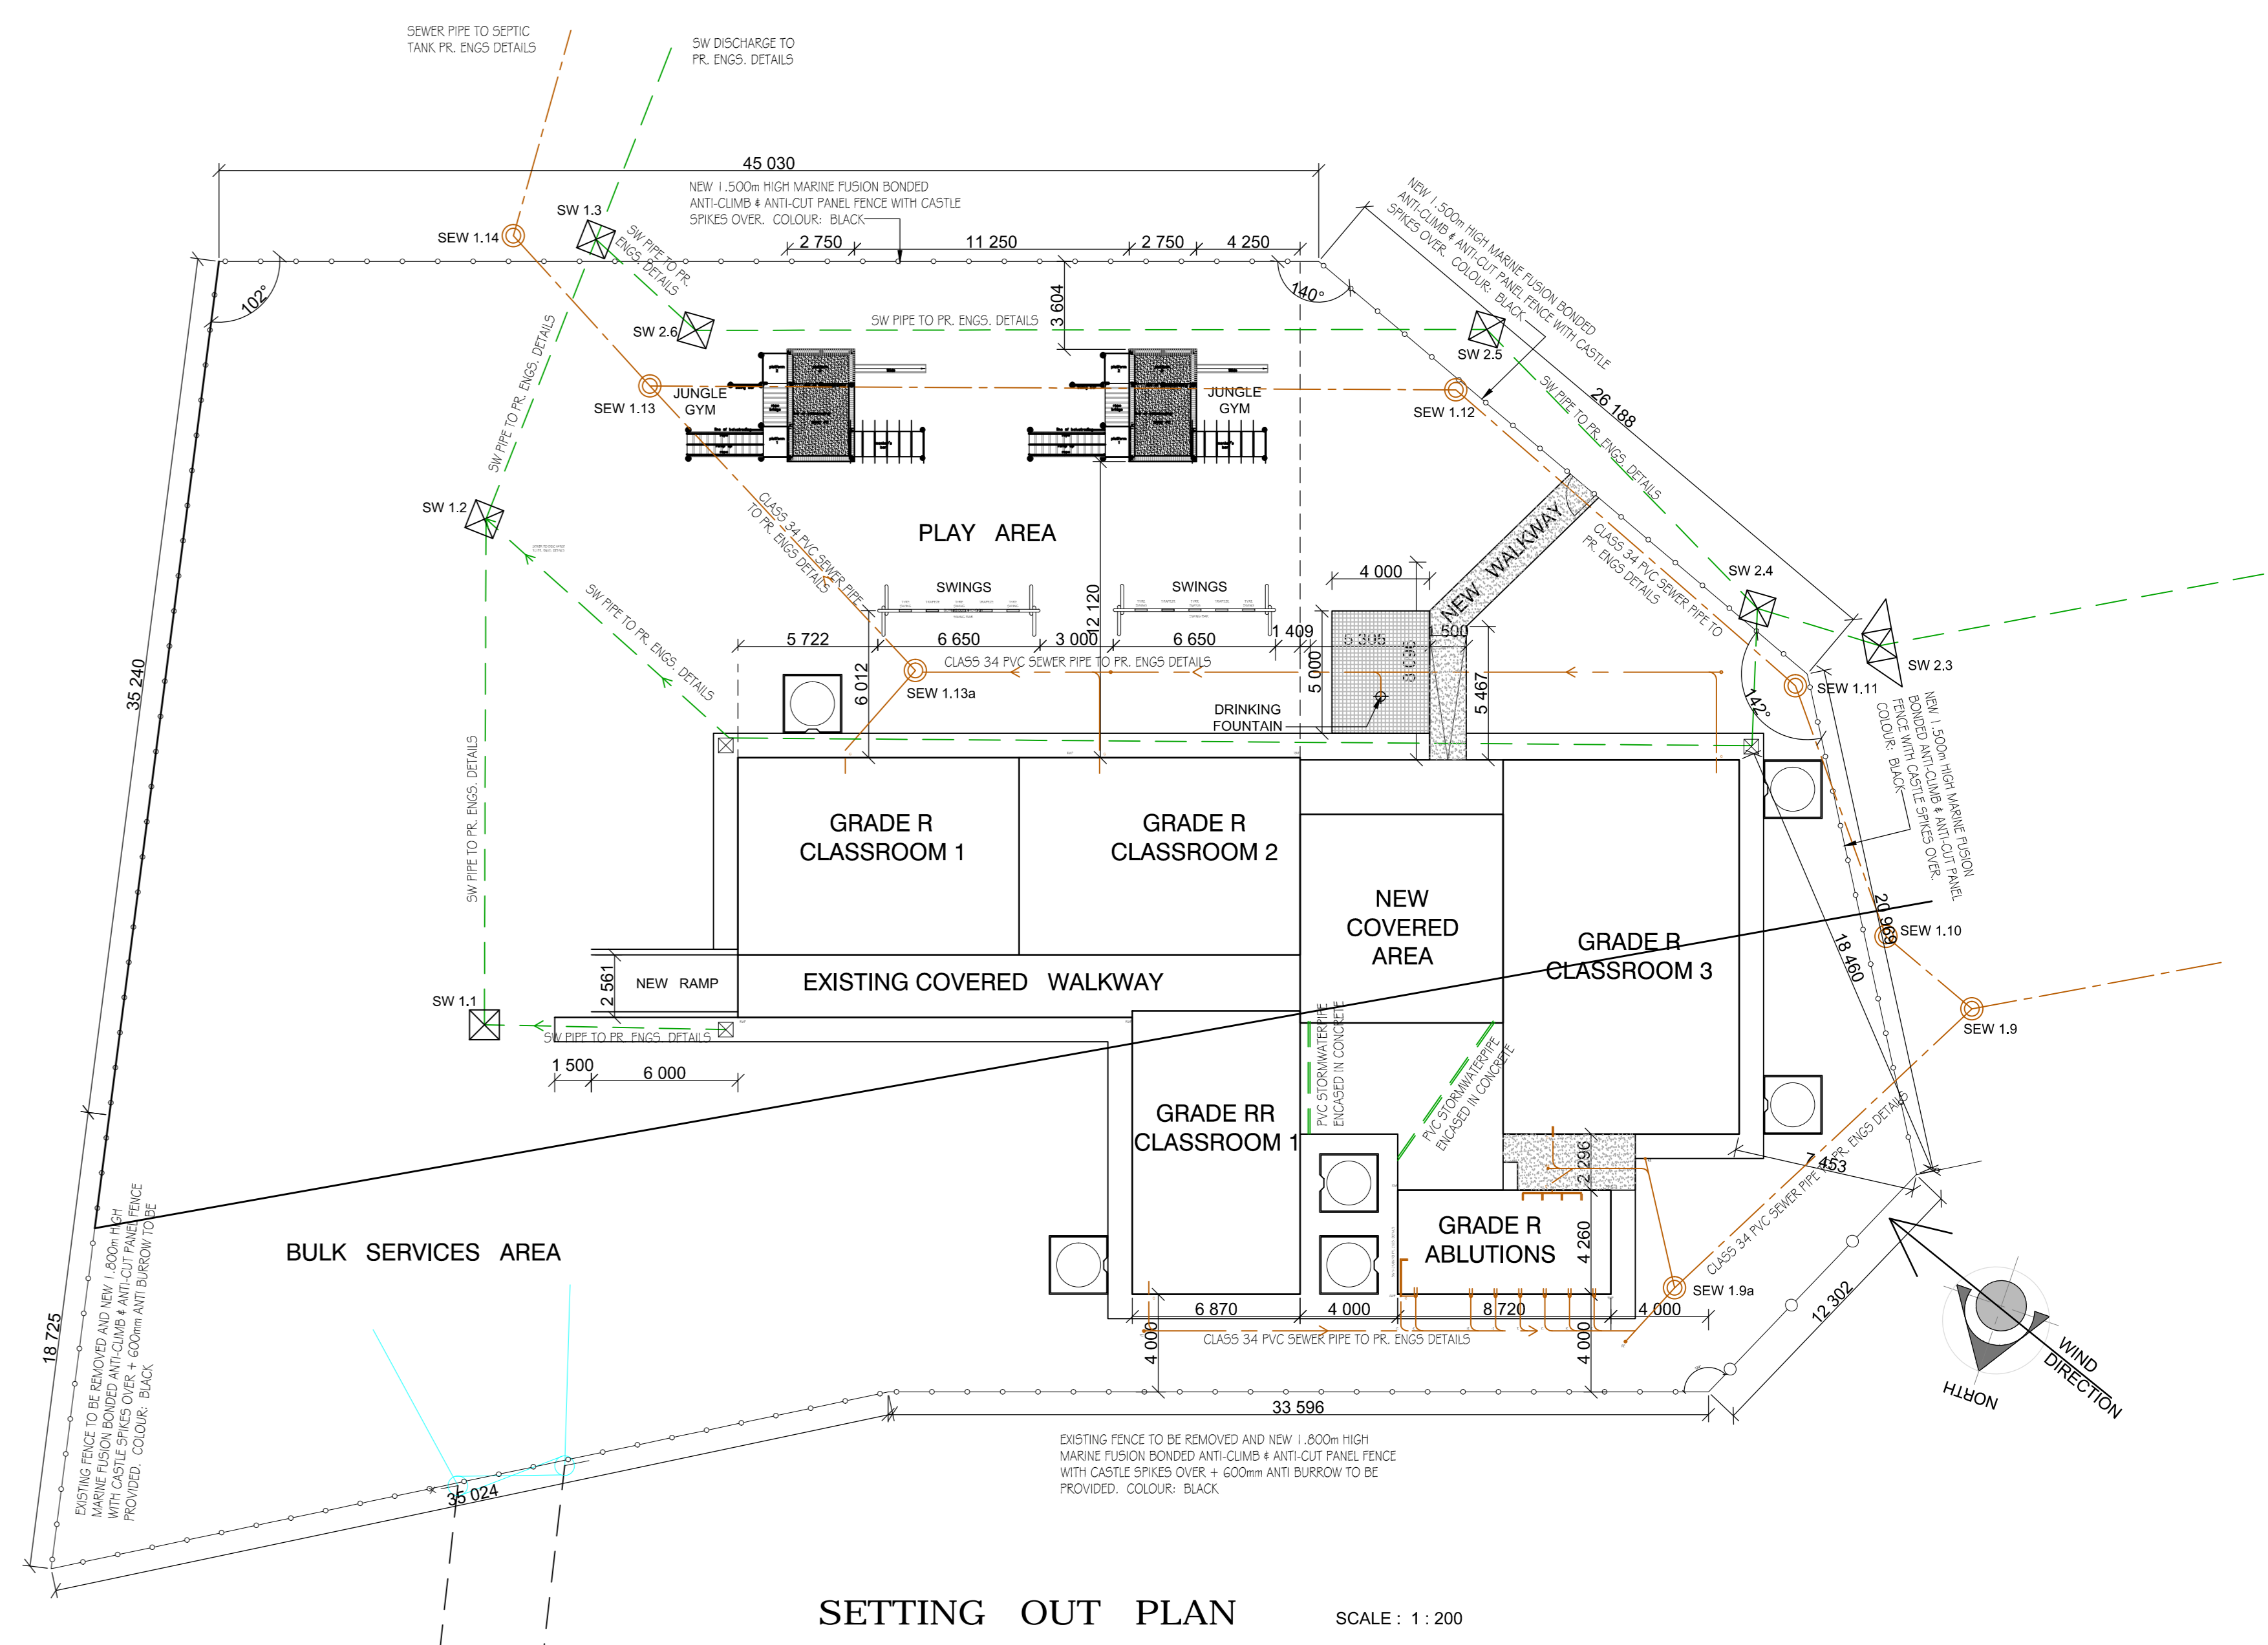 SEWER PIPE TO SEPTIC
TANK PR. ENGS DETAILS
SW DISCHARGE TO
PR. ENGS. DETAILS
45 030
NEW 1.500m HIGH MARINE FUSION BONDED
ANTI-CLIMB & ANTI-CUT PANEL FENCE WITH CASTLE
SPIKES OVER. COLOUR: BLACK
NEW 1.500m HIGH MARINE FUSION BONDED
ANTI-CLIMB & ANTI-CUT PANEL FENCE WITH CASTLE
SPIKES OVER. COLOUR: BLACK
SW 1.3
SEW 1.14
SW PIPE TO PR.
ENGS. DETAILS
2 750
11 250
2 750
4 250
102°
140°
3 604
SW 2.6
SW PIPE TO PR. ENGS. DETAILS
SW 2.5
SW PIPE TO PR. ENGS. DETAILS
26 188
SW PIPE TO PR. ENGS. DETAILS
SEW 1.13
JUNGLE
GYM
JUNGLE
GYM
SEW 1.12
SW 1.2
CLASS 34 PVC SEWER PIPE
TO PR. ENGS DETAILS
PLAY AREA
NEW WALKWAY
CLASS 34 PVC SEWER PIPE TO
PR. ENGS DETAILS
SW 2.4
SW PIPE TO PR. ENGS. DETAILS
SWINGS
SWINGS
4 000
12 120
5 722
6 650
3 000
6 650
1 409
5 305
1 500
CLASS 34 PVC SEWER PIPE TO PR. ENGS DETAILS
6 012
5 000
8 096
5 467
SEW 1.13a
DRINKING
FOUNTAIN
SW 2.3
SEW 1.11
142°
NEW 1.500m HIGH MARINE FUSION
BONDED ANTI-CLIMB & ANTI-CUT PANEL
FENCE WITH CASTLE SPIKES OVER.
COLOUR: BLACK
35 240
SW PIPE TO PR. ENGS. DETAILS
GRADE R
CLASSROOM 1
GRADE R
CLASSROOM 2
NEW
COVERED
AREA
GRADE R
CLASSROOM 3
20 969
18 460
SEW 1.10
SEW 1.9
2 561
NEW RAMP
EXISTING COVERED WALKWAY
SW 1.1
SW PIPE TO PR. ENGS. DETAILS
1 500
6 000
PVC STORMWATERPIPE
ENCASED IN CONCRETE
PVC STORMWATERPIPE
ENCASED IN CONCRETE
GRADE RR
CLASSROOM 1
2 296
7 453
CLASS 34 PVC SEWER PIPE TO PR. ENGS DETAILS
BULK SERVICES AREA
GRADE R
ABLUTIONS
4 260
SEW 1.9a
6 870
4 000
8 720
4 000
CLASS 34 PVC SEWER PIPE TO PR. ENGS DETAILS
4 000
4 000
12 302
WIND
DIRECTION
NORTH
18 725
EXISTING FENCE TO BE REMOVED AND NEW 1.800m HIGH
MARINE FUSION BONDED ANTI-CLIMB & ANTI-CUT PANEL FENCE
WITH CASTLE SPIKES OVER + 600mm ANTI BURROW TO BE
PROVIDED. COLOUR: BLACK
33 596
EXISTING FENCE TO BE REMOVED AND NEW 1.800m HIGH
MARINE FUSION BONDED ANTI-CLIMB & ANTI-CUT PANEL FENCE
WITH CASTLE SPIKES OVER + 600mm ANTI BURROW TO BE
PROVIDED. COLOUR: BLACK
35 024
SETTING OUT PLAN
SCALE : 1 : 200